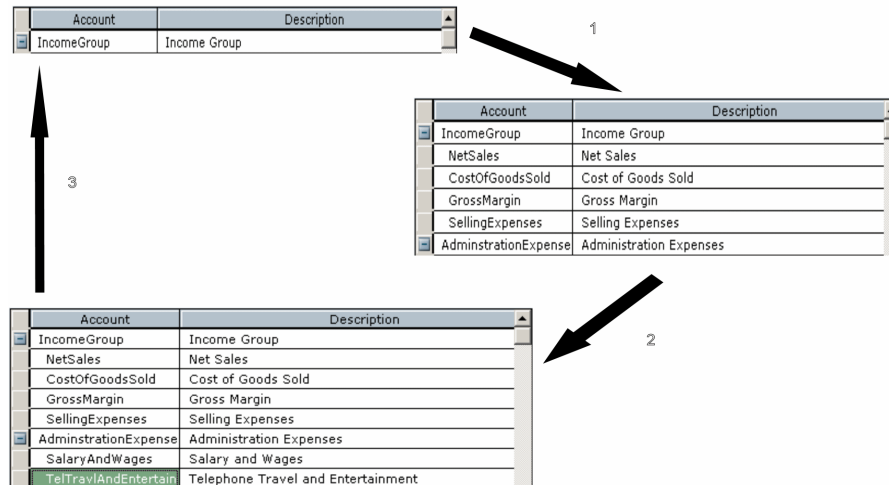 Account Description
IncomeGroup Income Group
1
Account Description
IncomeGroup Income Group
NetSales Net Sales
CostOfGoodsSold Cost of Goods Sold
GrossMargin Gross Margin
SellingExpenses Selling Expenses
AdminstrationExpense Administration Expenses
3
2
Account Description
IncomeGroup Income Group
NetSales Net Sales
CostOfGoodsSold Cost of Goods Sold
GrossMargin Gross Margin
SellingExpenses Selling Expenses
AdminstrationExpense Administration Expenses
SalaryAndWages Salary and Wages
TelTravlAndEntertain Telephone Travel and Entertainment